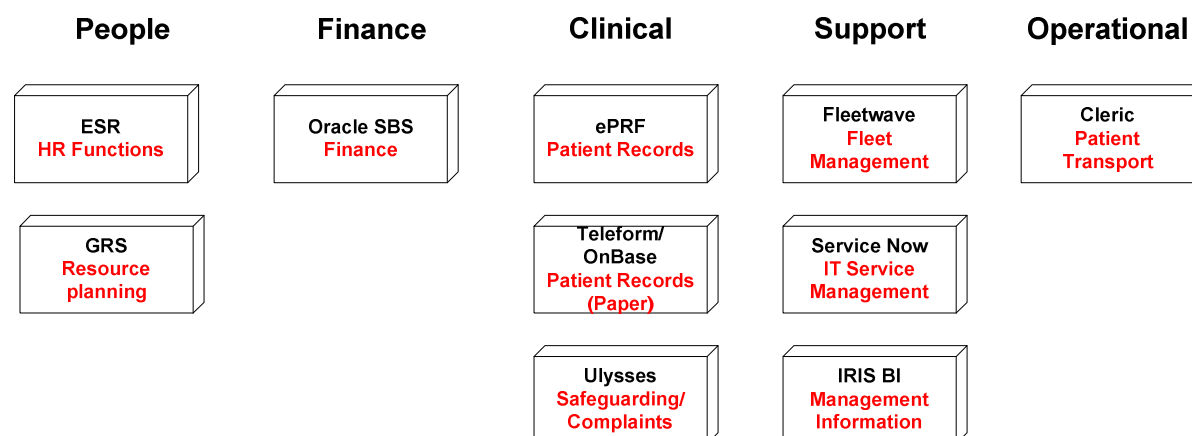 People
Finance
Clinical
Support
Operational
ESR
HR Functions
Oracle SBS
Finance
ePRF
Patient Records
Fleetwave
Fleet
Management
Cleric
Patient
Transport
GRS
Resource
planning
Teleform/
OnBase
Patient Records
(Paper)
Service Now
IT Service
Management
Ulysses
Safeguarding/
Complaints
IRIS BI
Management
Information